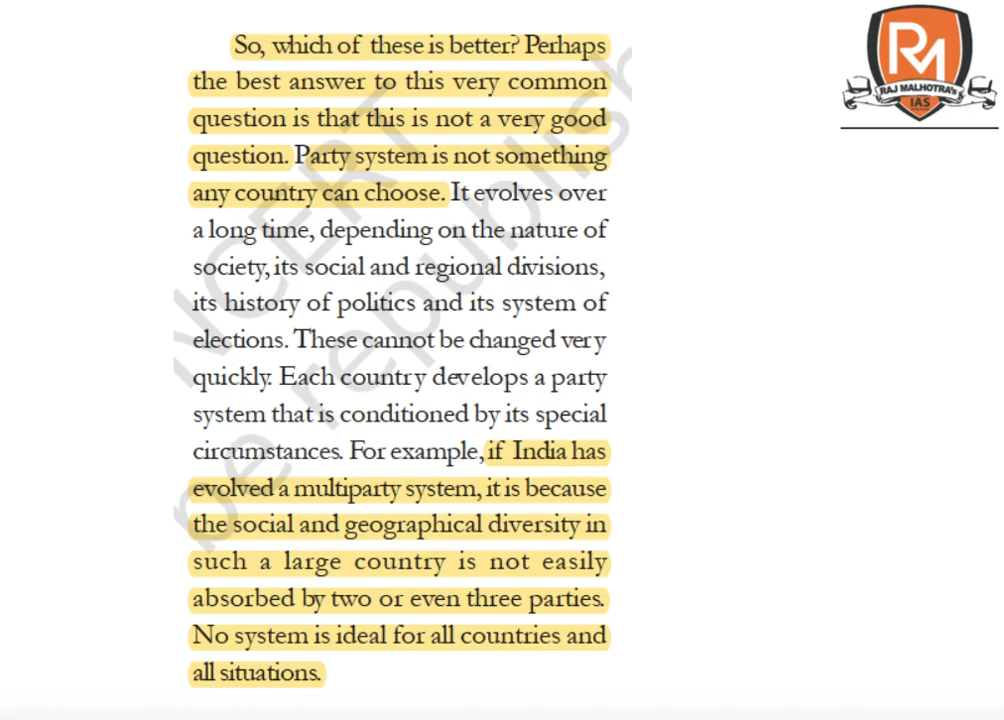 So, which of these is better? Perhaps
the best answer to this very common
question is that this is not a very good
question. Party system is not something
any country can choose. It evolves over
a long time, depending on the nature of
society, its social and regional divisions,
its history of politics and its system of
elections. These cannot be changed very
quickly. Each country develops a party
system that is conditioned by its special
circumstances. For example, if India has
evolved a multiparty system, it is because
the social and geographical diversity in
such a large country is not easily
absorbed by two or even three parties.
No system is ideal for all countries and
all situations.
NCERT
be republish
RM
RAJ MALHOTRA's
IAS